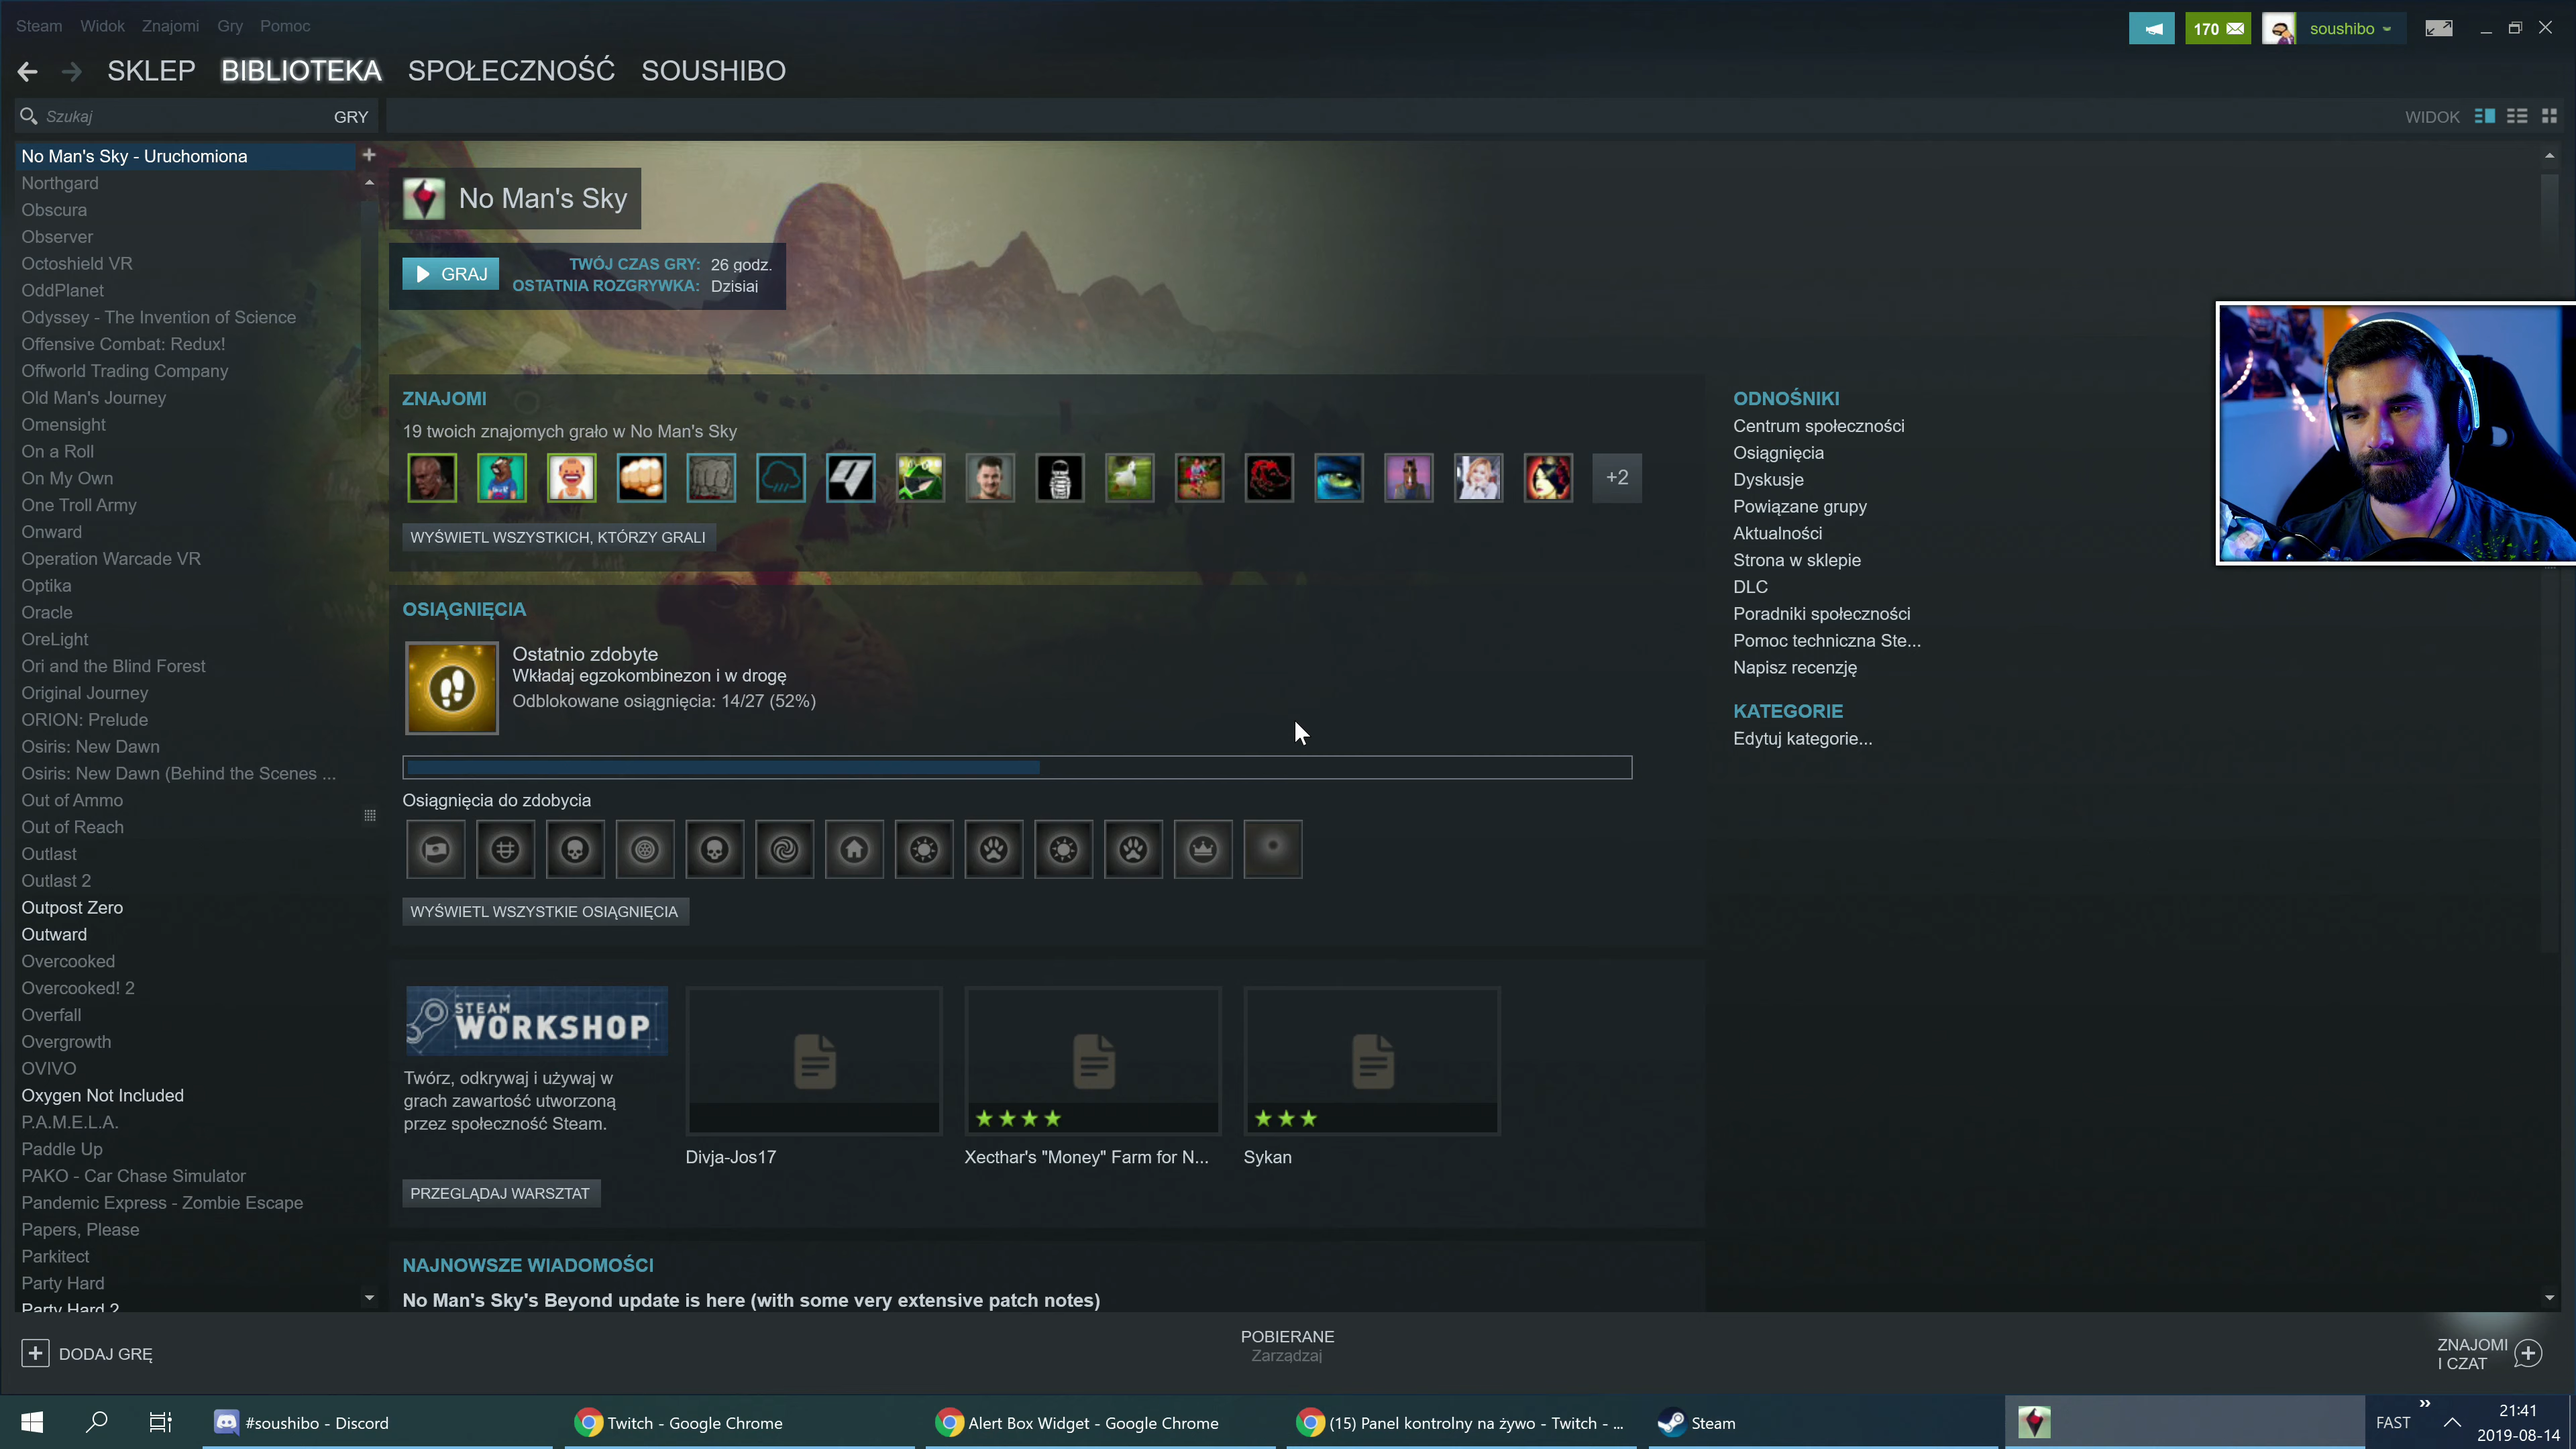 Steam Widok Znajomi Gry Pomoc
170
soushibo
SKLEP BIBLIOTEKA SPOŁECZNOŚĆ SOUSHIBO
Szukaj
GRY
WIDOK
No Man's Sky - Uruchomiona
Northgard
Obscura
Observer
Octoshield VR
OddPlanet
Odyssey - The Invention of Science
Offensive Combat: Redux!
Offworld Trading Company
Old Man's Journey
Omensight
On a Roll
On My Own
One Troll Army
Onward
Operation Warcade VR
Optika
Oracle
OreLight
Ori and the Blind Forest
Original Journey
ORION: Prelude
Osiris: New Dawn
Osiris: New Dawn (Behind the Scenes ...
Out of Ammo
Out of Reach
Outlast
Outlast 2
Outpost Zero
Outward
Overcooked
Overcooked! 2
Overfall
Overgrowth
OVIVO
Oxygen Not Included
P.A.M.E.L.A.
Paddle Up
PAKO - Car Chase Simulator
Pandemic Express - Zombie Escape
Papers, Please
Parkitect
Party Hard
Party Hard 2
No Man's Sky
GRAJ
TWÓJ CZAS GRY: 26 godz.
OSTATNIA ROZGRYWKA: Dzisiaj
ZNAJOMI
19 twoich znajomych grało w No Man's Sky
+2
WYŚWIETL WSZYSTKICH, KTÓRZY GRALI
OSIĄGNIĘCIA
Ostatnio zdobyte
Wkładaj egzokombinezon i w drogę
Odblokowane osiągnięcia: 14/27 (52%)
Osiągnięcia do zdobycia
WYŚWIETL WSZYSTKIE OSIĄGNIĘCIA
STEAM
WORKSHOP
Twórz, odkrywaj i używaj w
grach zawartość utworzoną
przez społeczność Steam.
PRZEGLĄDAJ WARSZTAT
Divja-Jos17
Xecthar's "Money" Farm for N...
Sykan
NAJNOWSZE WIADOMOŚCI
No Man's Sky's Beyond update is here (with some very extensive patch notes)
ODNOŚNIKI
Centrum społeczności
Osiągnięcia
Dyskusje
Powiązane grupy
Aktualności
Strona w sklepie
DLC
Poradniki społeczności
Pomoc techniczna Ste...
Napisz recenzję
KATEGORIE
Edytuj kategorie...
DODAJ GRĘ
POBIERANE
Zarządzaj
ZNAJOMI
I CZAT
#soushibo - Discord
Twitch - Google Chrome
Alert Box Widget - Google Chrome
(15) Panel kontrolny na żywo - Twitch - ...
Steam
FAST
21:41
2019-08-14